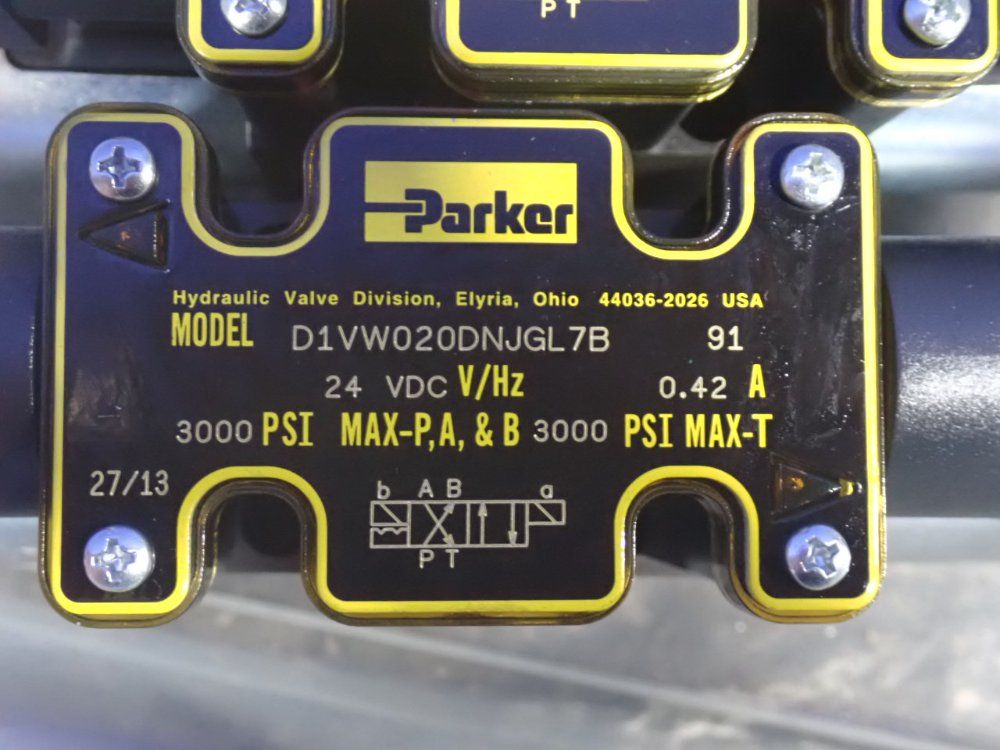 P T
Parker
Hydraulic Valve Division, Elyria, Ohio 44036-2026 USA
MODEL D1VW020DNJGL7B 91
24 VDC V/Hz 0.42 A
3000 PSI MAX-P,A, & B 3000 PSI MAX-T
27/13
b A B a
P T